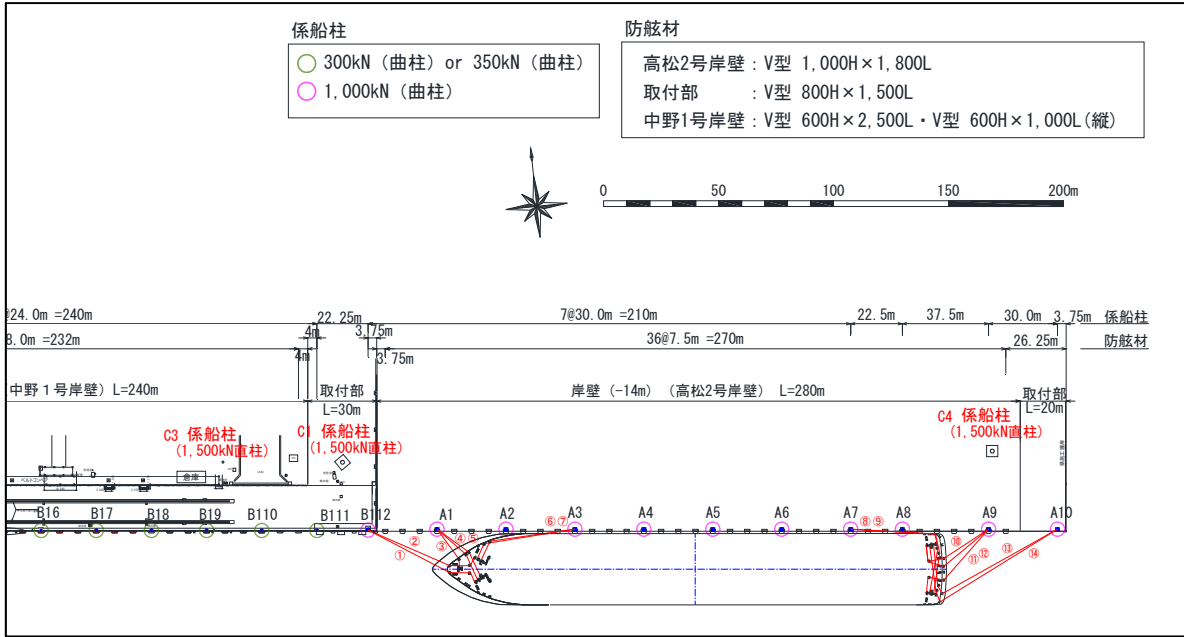 係船柱
300kN (曲柱) or 350kN (曲柱)
1,000kN (曲柱)
防舷材
高松2号岸壁：V型 1,000H×1,800L
取付部　　：V型 800H×1,500L
中野1号岸壁：V型 600H×2,500L・V型 600H×1,000L(縦)
0 50 100 150 200m
@24.0m =240m 22.25m 7@30.0m =210m 22.5m 37.5m 30.0m 3.75m 係船柱
4m 3.75m
8.0m =232m 36@7.5m =270m 26.25m 防舷材
4m 3.75m
中野１号岸壁) L=240m 取付部 岸壁 (-14m) (高松2号岸壁) L=280m 取付部
L=30m L=20m
C3 係船柱
(1,500kN直柱)
C1 係船柱
(1,500kN直柱)
C4 係船柱
(1,500kN直柱)
倉庫
B16 B17 B18 B19 B110 B111 B112 A1 A2 A3 A4 A5 A6 A7 A8 A9 A10
① ② ③ ④ ⑤ ⑥ ⑦ ⑧ ⑨ ⑩ ⑪ ⑫ ⑬ ⑭